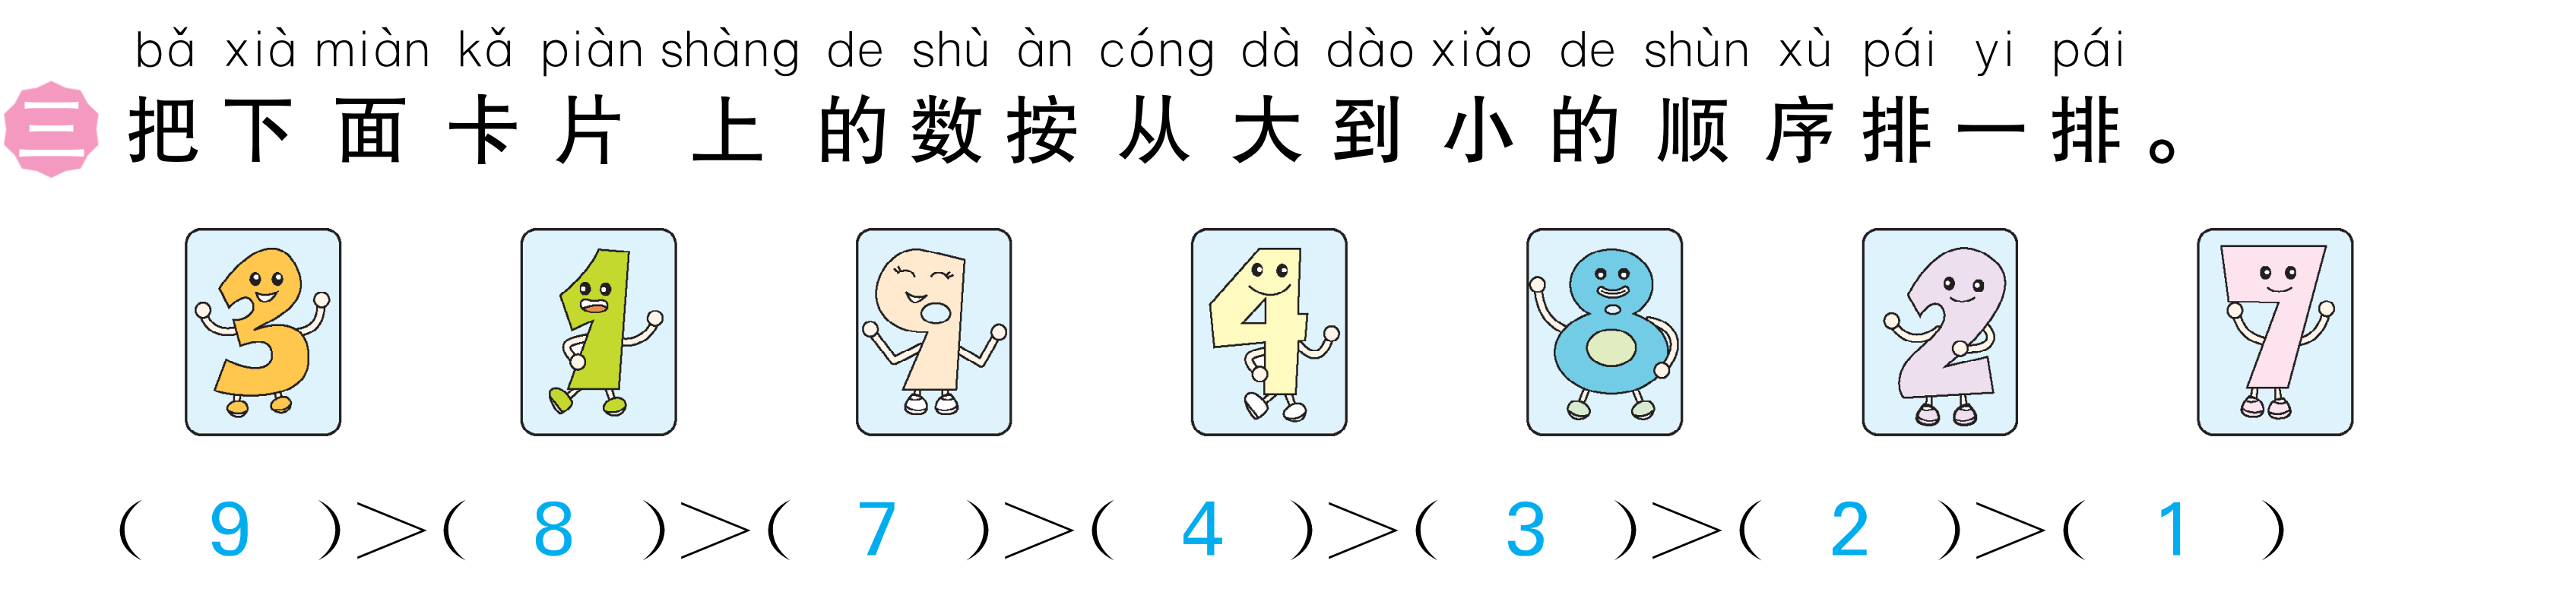 bǎ xià miàn kǎ piàn shàng de shù àn cóng dà dào xiǎo de shùn xù pái yi pái
三 把下面卡片上的数按从大到小的顺序排一排。
3 1 9 4 8 2 7
( 9 )>( 8 )>( 7 )>( 4 )>( 3 )>( 2 )>( 1 )